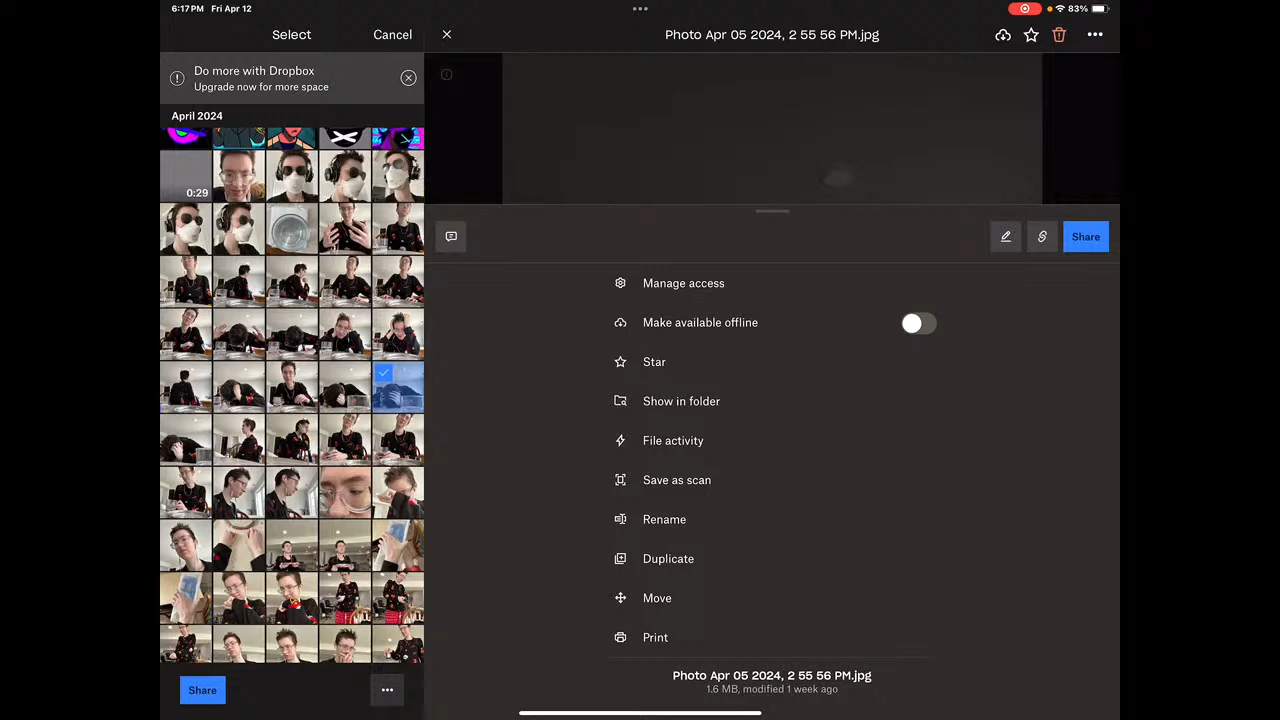 6:17 PM Fri Apr 12
83%
Select
Cancel
Photo Apr 05 2024, 2 55 56 PM.jpg
Do more with Dropbox
Upgrade now for more space
April 2024
0:29
Share
Manage access
Make available offline
Star
Show in folder
File activity
Save as scan
Rename
Duplicate
Move
Print
Photo Apr 05 2024, 2 55 56 PM.jpg
1.6 MB, modified 1 week ago
Share